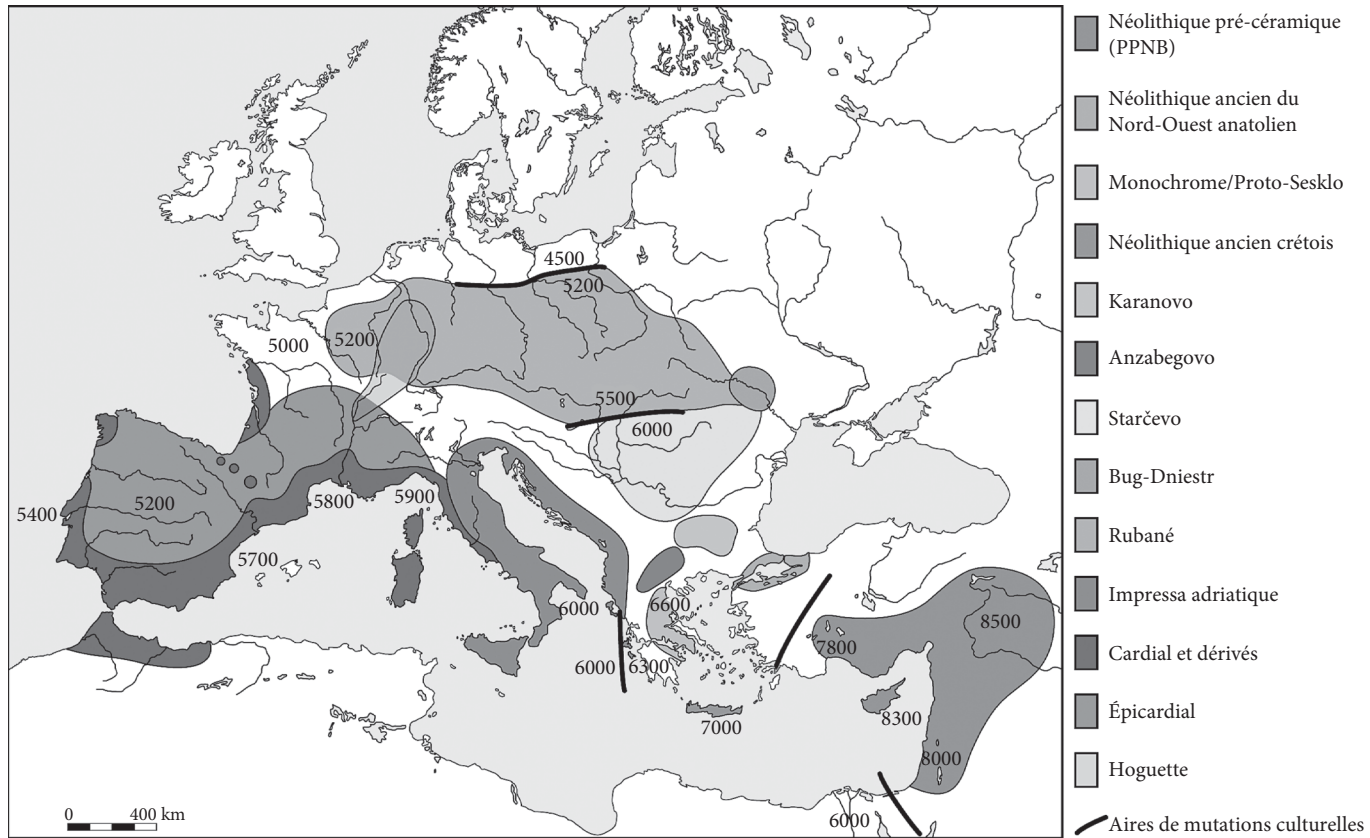 4500
5200
5200
5000
5500
6000
5200
5400
5800
5900
5700
6000
6600
6000
6300
7000
7800
8500
8300
8000
6000
0 400 km
Néolithique pré-céramique
(PPNB)
Néolithique ancien du
Nord-Ouest anatolien
Monochrome/Proto-Sesklo
Néolithique ancien crétois
Karanovo
Anzabegovo
Starčevo
Bug-Dniestr
Rubané
Impressa adriatique
Cardial et dérivés
Épicardial
Hoguette
Aires de mutations culturelles